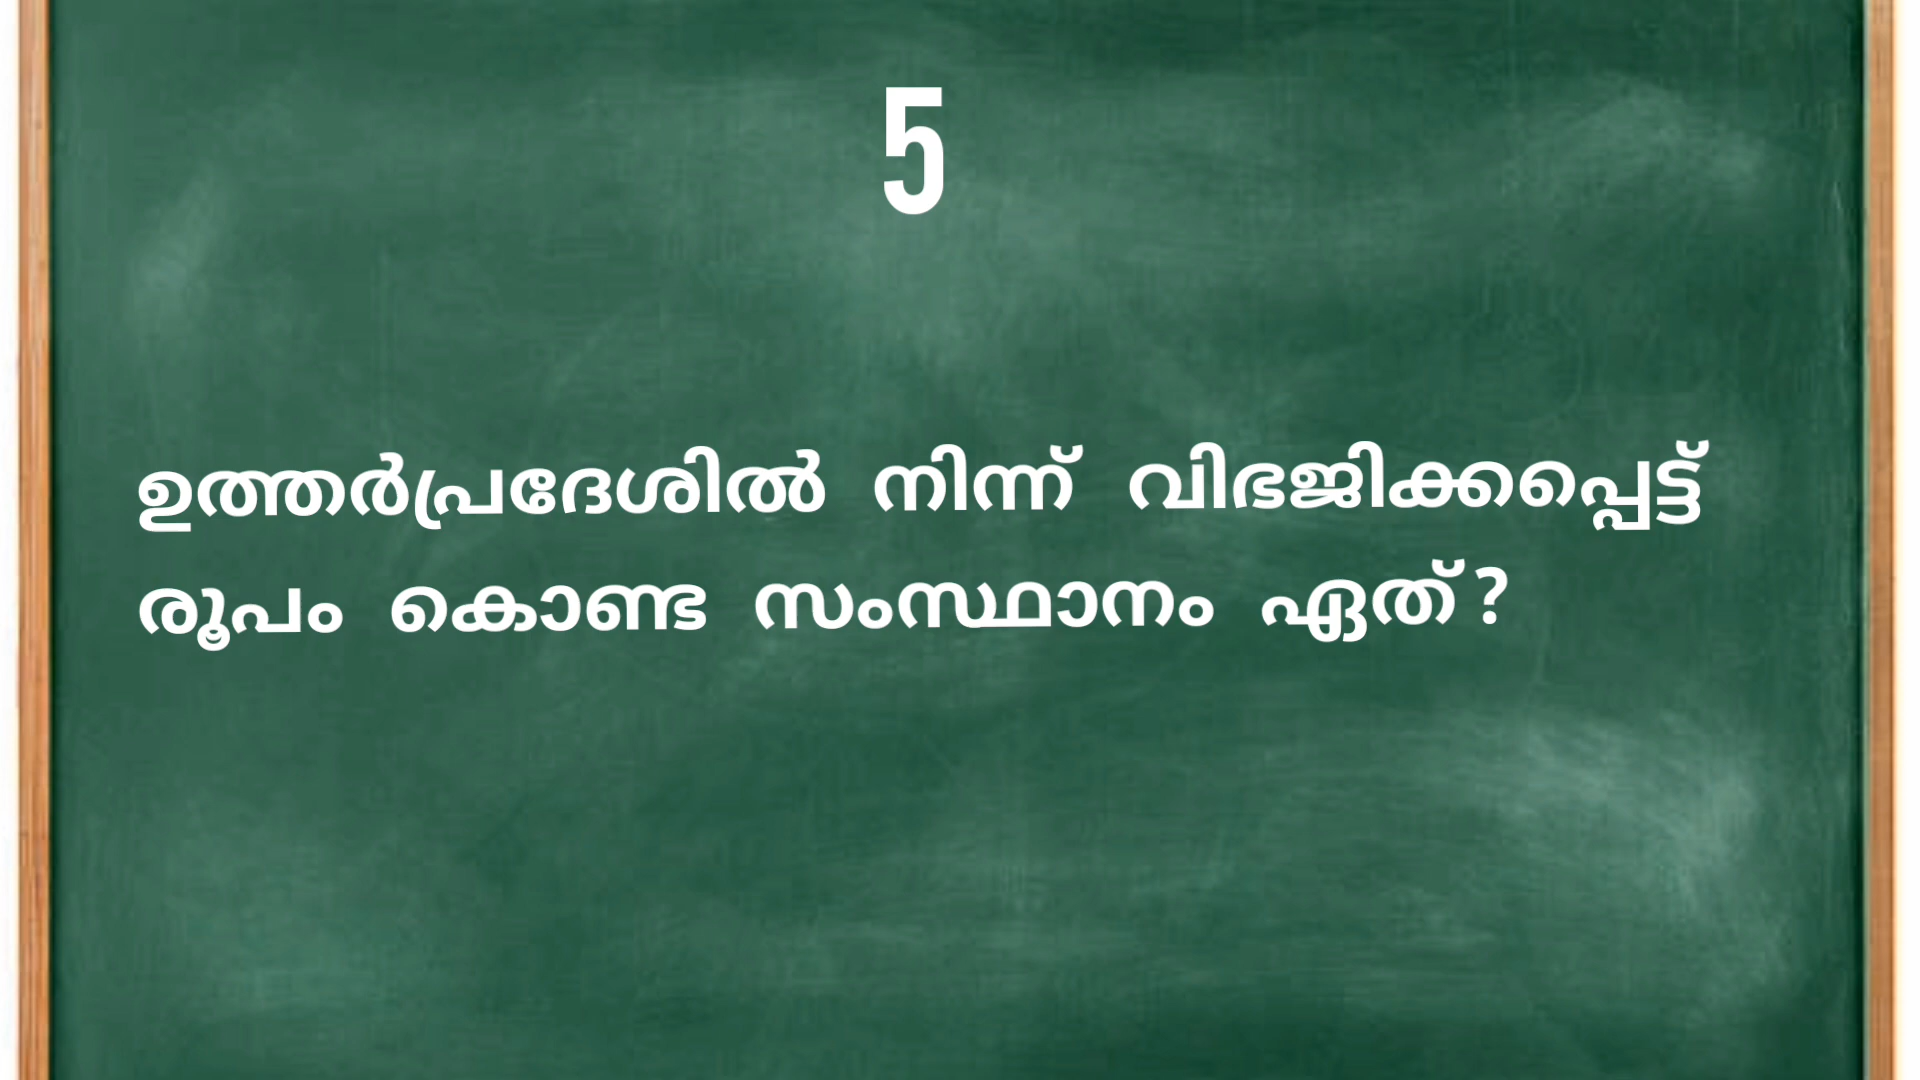 5
ഉത്തർപ്രദേശിൽ നിന്ന് വിഭജിക്കപ്പെട്ട്
രൂപം കൊണ്ട സംസ്ഥാനം ഏത്?